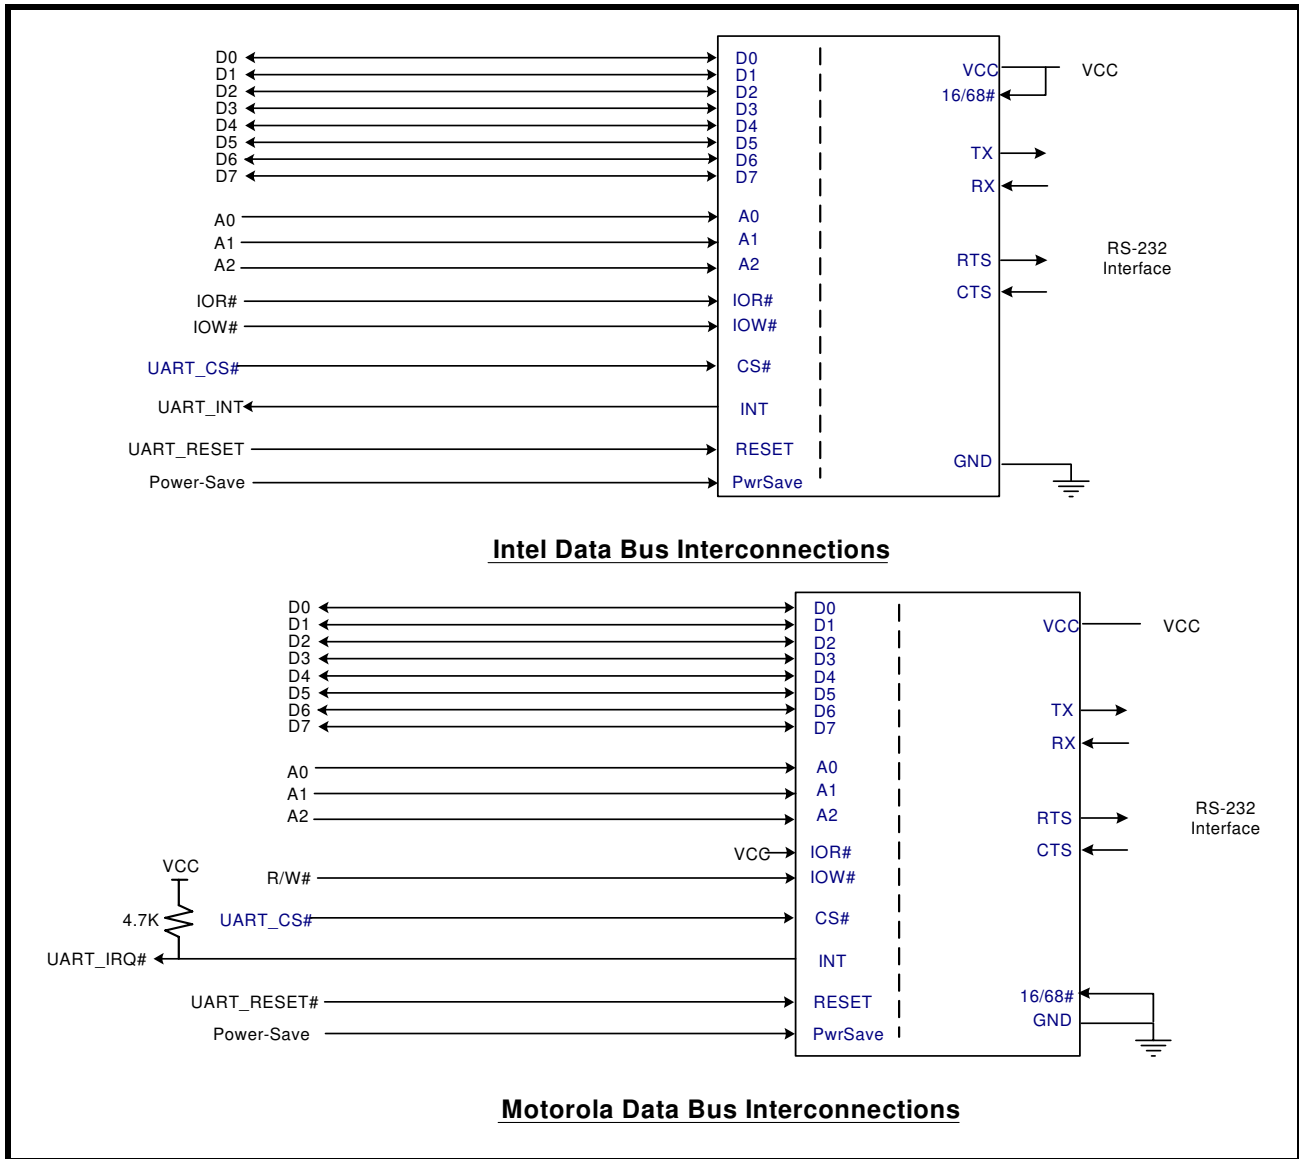 D0
D1
D2
D3
D4
D5
D6
D7
A0
A1
A2
IOR#
IOW#
UART_CS#
UART_INT
UART_RESET
Power-Save
D0
D1
D2
D3
D4
D5
D6
D7
A0
A1
A2
IOR#
IOW#
CS#
INT
RESET
PwrSave
VCC
16/68#
TX
RX
RTS
CTS
GND
VCC
RS-232
Interface
Intel Data Bus Interconnections
D0
D1
D2
D3
D4
D5
D6
D7
A0
A1
A2
VCC
R/W#
VCC
4.7K
UART_CS#
UART_IRQ#
UART_RESET#
Power-Save
D0
D1
D2
D3
D4
D5
D6
D7
A0
A1
A2
IOR#
IOW#
CS#
INT
RESET
PwrSave
VCC
TX
RX
RTS
CTS
16/68#
GND
VCC
RS-232
Interface
Motorola Data Bus Interconnections